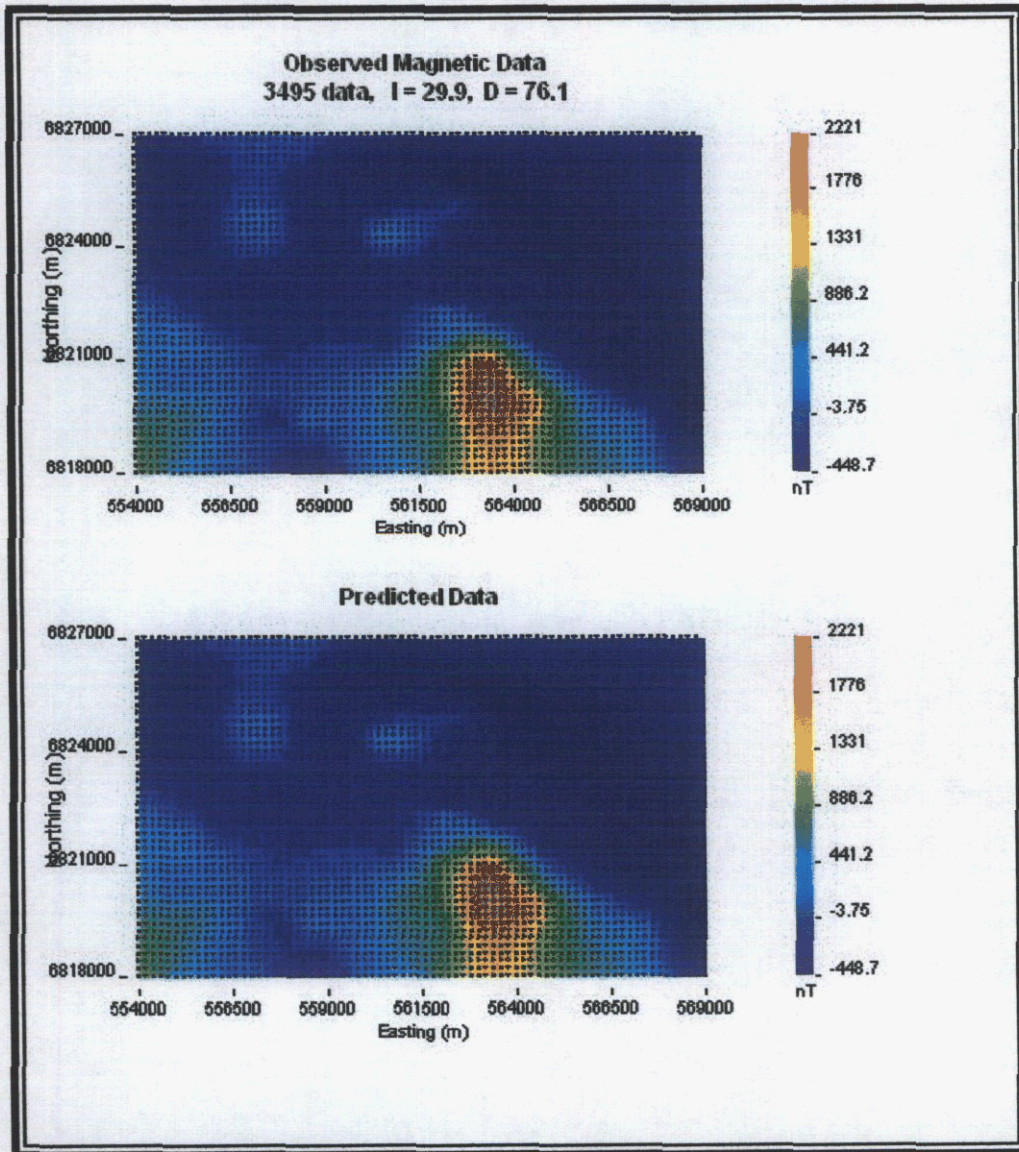 Observed Magnetic Data
3495 data, I = 29.9, D = 76.1
6827000
6824000
6821000
6818000
Northing (m)
554000 556500 559000 561500 564000 566500 569000
Easting (m)
2221
1776
1331
886.2
441.2
-3.75
-448.7
nT
Predicted Data
6827000
6824000
6821000
6818000
Northing (m)
554000 556500 559000 561500 564000 566500 569000
Easting (m)
2221
1776
1331
886.2
441.2
-3.75
-448.7
nT